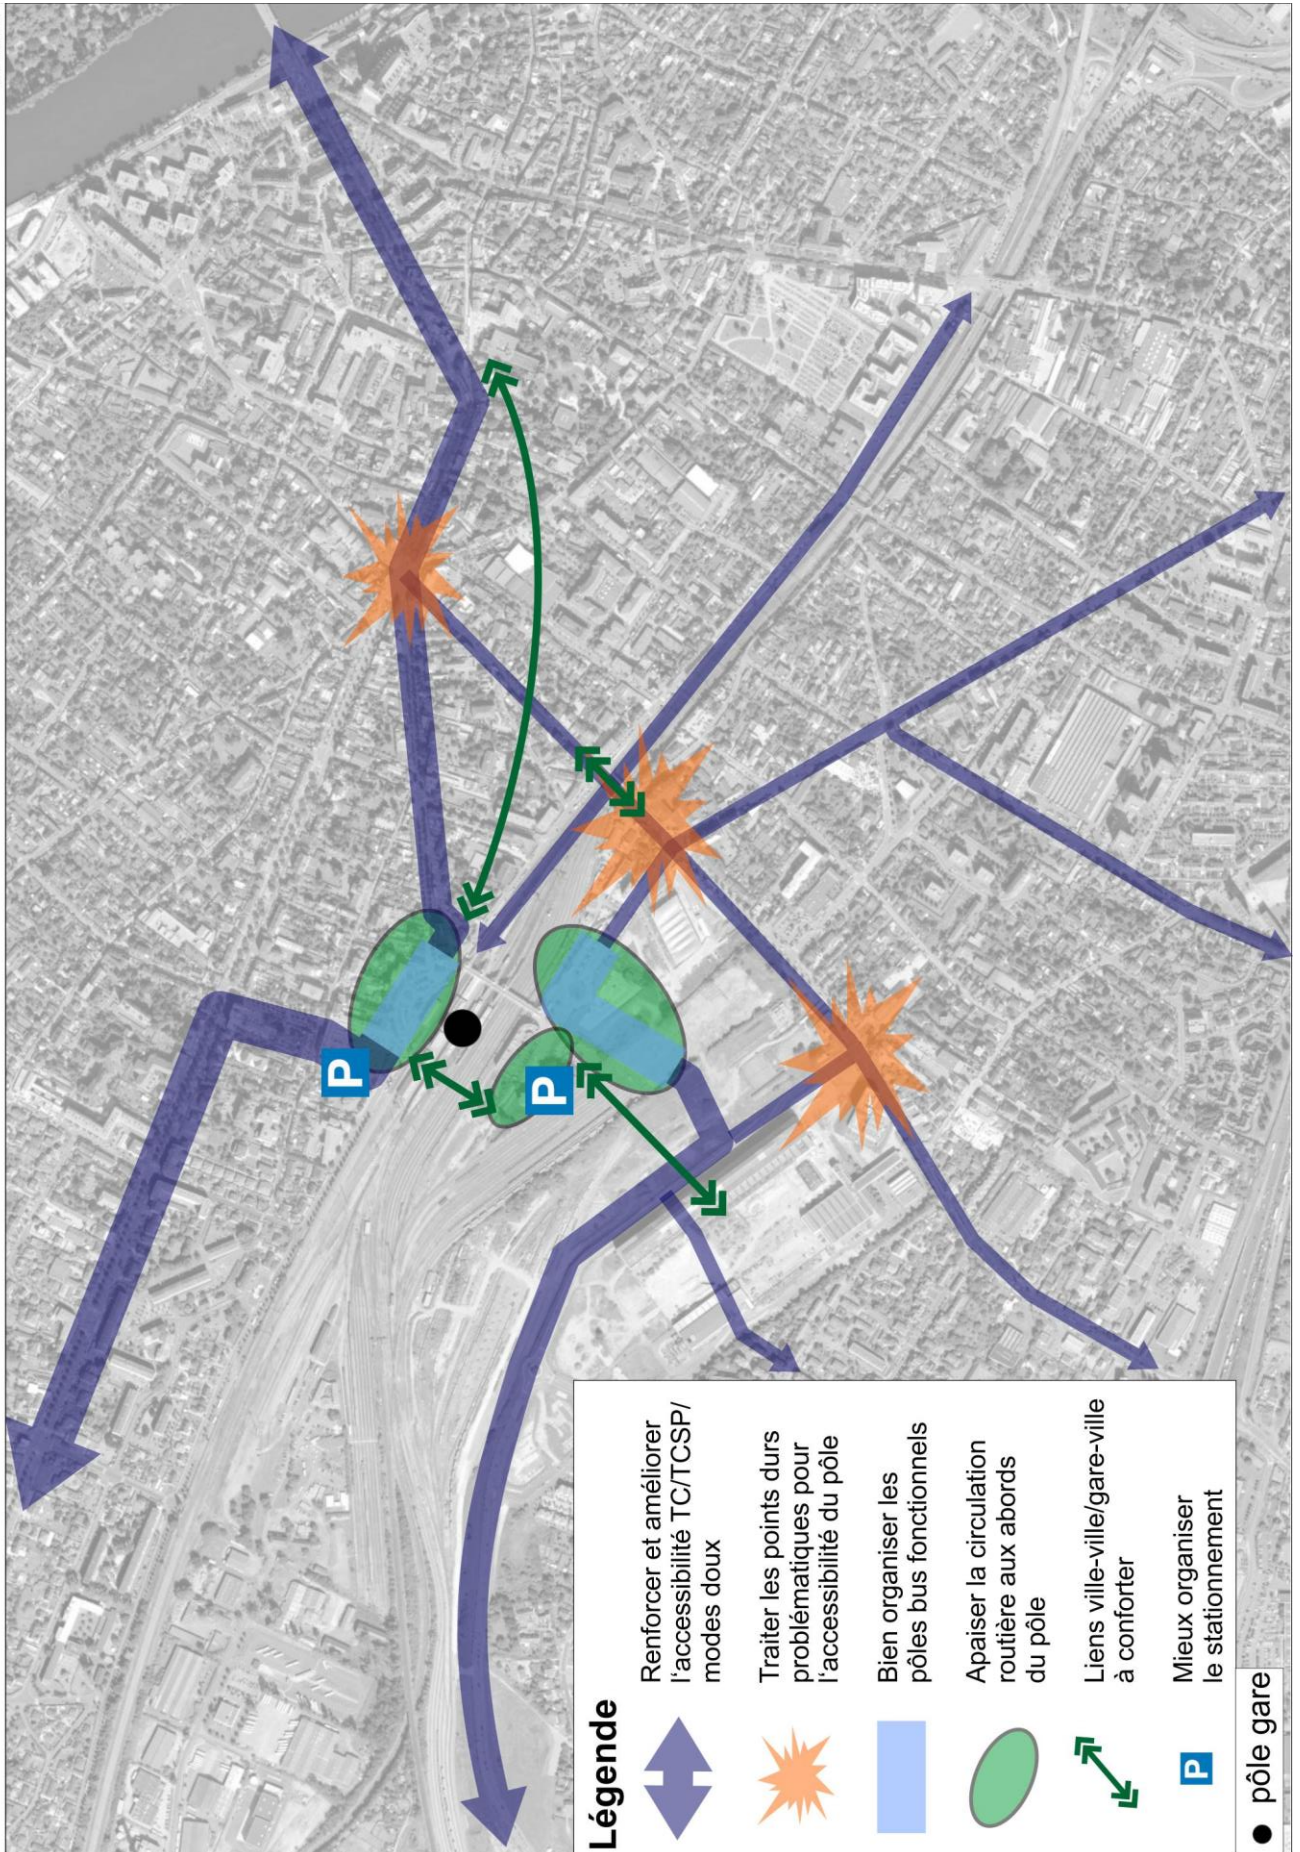 P
P
Légende
Renforcer et améliorer
l'accessibilité TC/TCSP/
modes doux
Traiter les points durs
problématiques pour
l'accessibilité du pôle
Bien organiser les
pôles bus fonctionnels
Apaiser la circulation
routière aux abords
du pôle
Liens ville-ville/gare-ville
à conforter
P
Mieux organiser
le stationnement
pôle gare